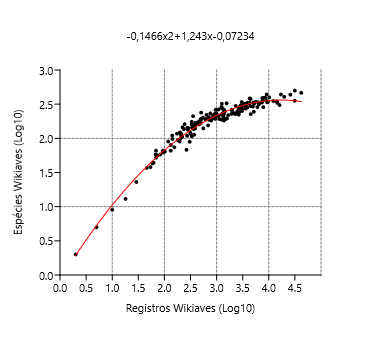 -0,1466x2+1,243x-0,07234
3.0
2.5
2.0
1.5
1.0
0.5
0.0
Espécies Wikiaves (Log10)
0.0 0.5 1.0 1.5 2.0 2.5 3.0 3.5 4.0 4.5
Registros Wikiaves (Log10)